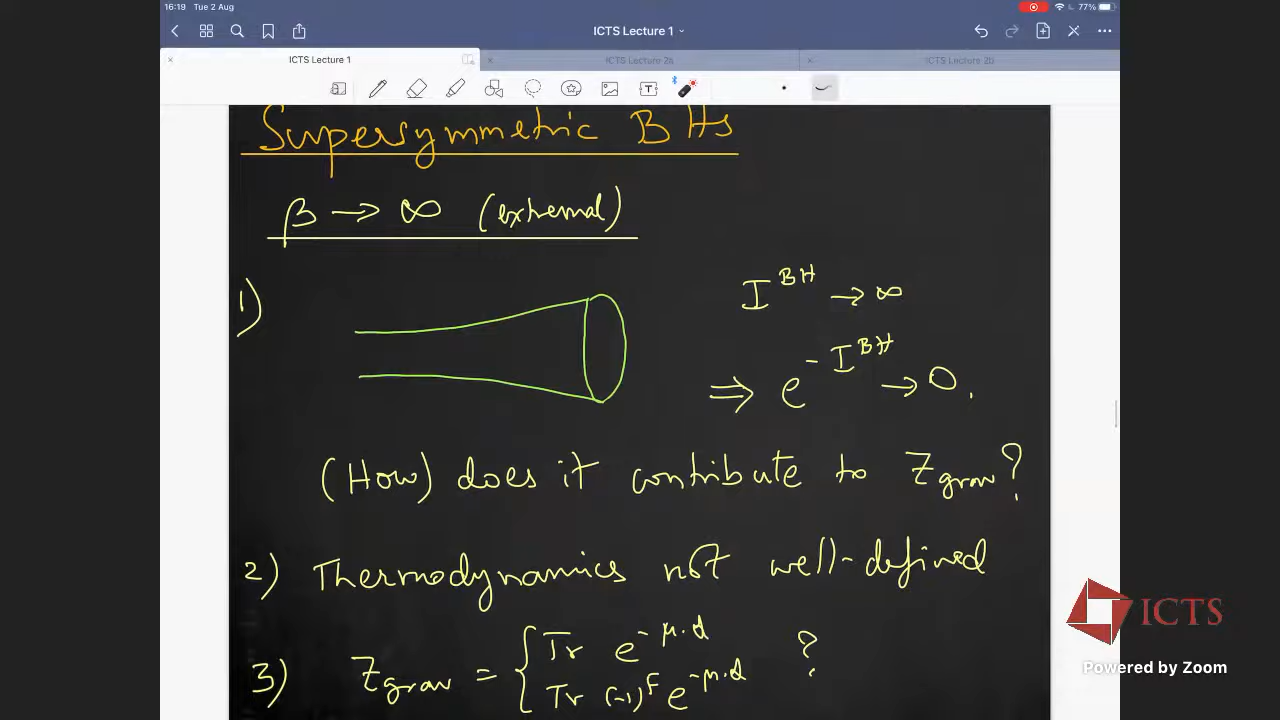 16:19 Tue 2 Aug
77%
ICTS Lecture 1
ICTS Lecture 1
ICTS Lecture 2a
ICTS Lecture 2b
Supersymmetric BHs
β → ∞ (extremal)
1)
I^BH → ∞
⇒ e^{-I^BH} → 0.
(How) does it contribute to Z_grav?
2) Thermodynamics not well-defined
3) Z_grav = { Tr e^{-μ.d} ?
Tr (-1)^F e^{-μ.d}
ICTS
Powered by Zoom